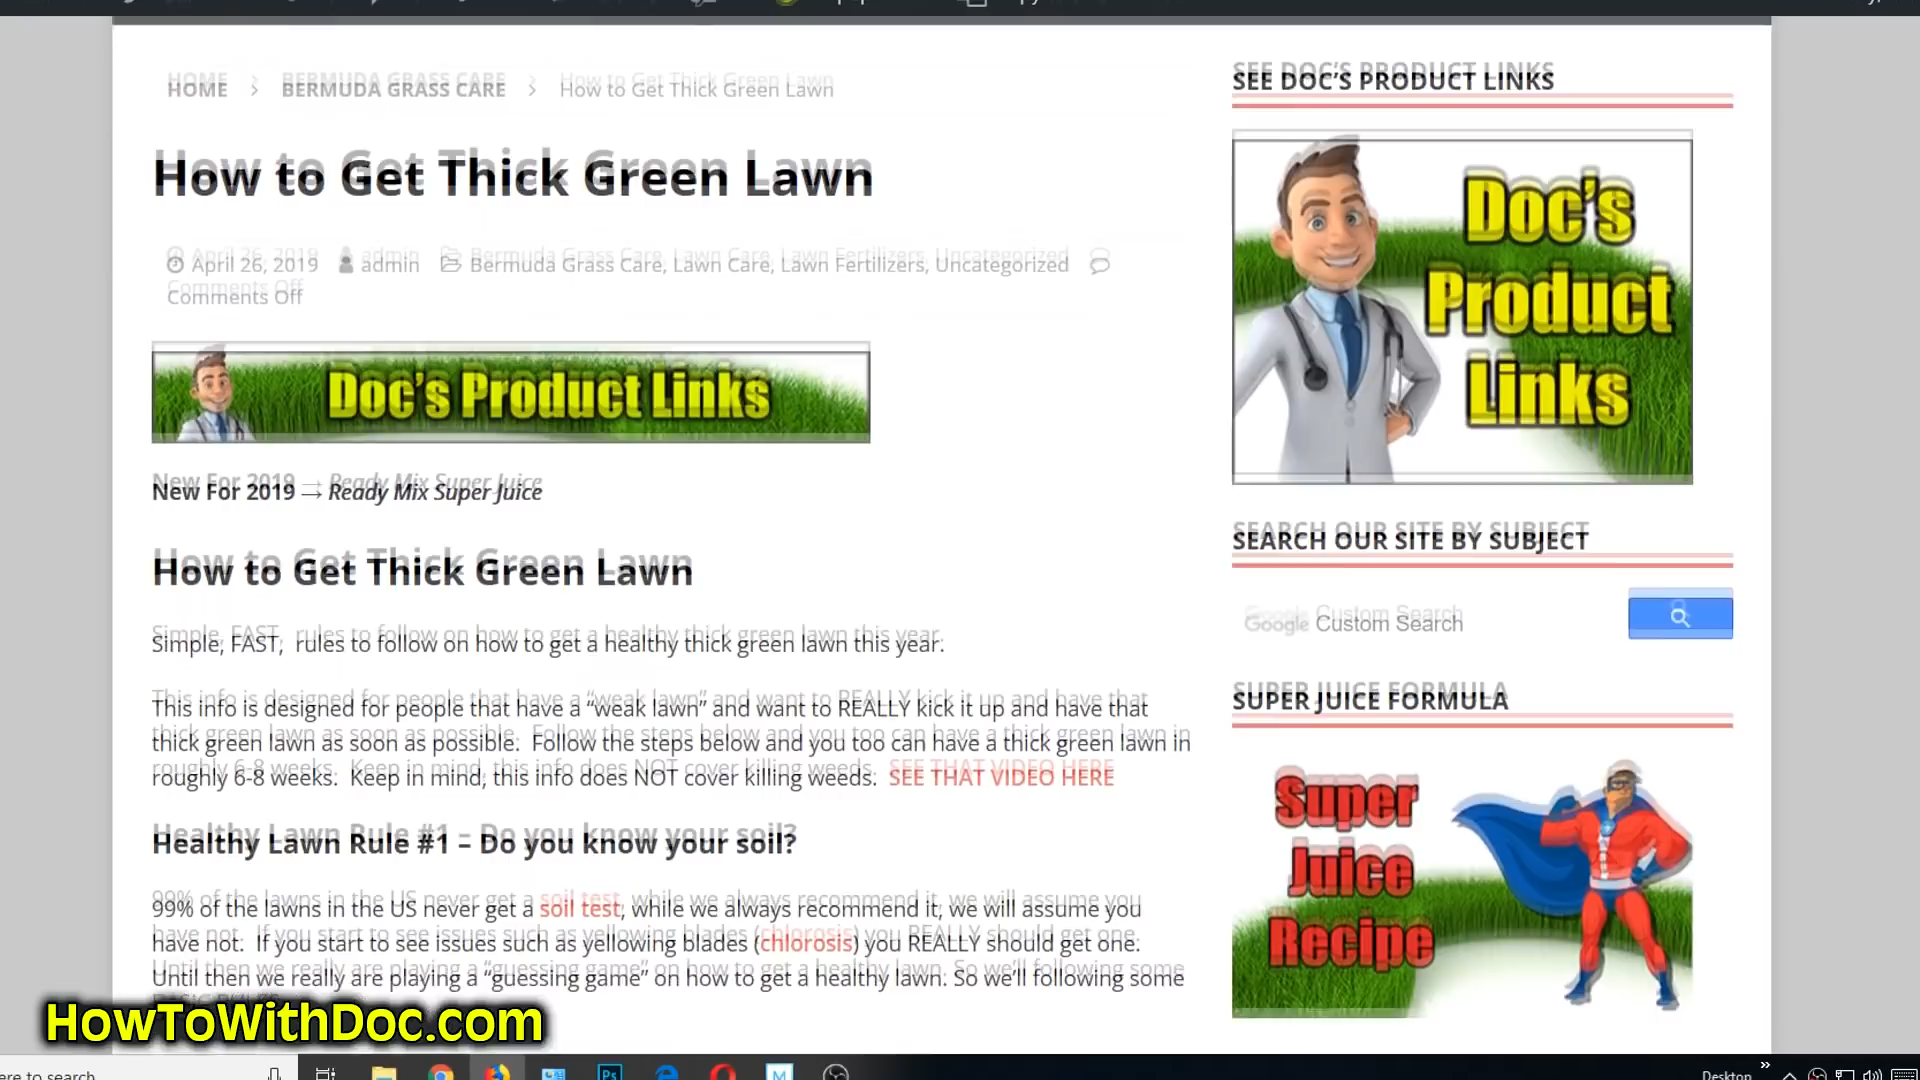 HOME > BERMUDA GRASS CARE > How to Get Thick Green Lawn
How to Get Thick Green Lawn
April 26, 2019 admin Bermuda Grass Care, Lawn Care, Lawn Fertilizers, Uncategorized
Comments Off
Doc's Product Links
New For 2019 → Ready Mix Super Juice
How to Get Thick Green Lawn
Simple, FAST, rules to follow on how to get a healthy thick green lawn this year.
This info is designed for people that have a “weak lawn” and want to REALLY kick it up and have that
thick green lawn as soon as possible. Follow the steps below and you too can have a thick green lawn in
roughly 6-8 weeks. Keep in mind, this info does NOT cover killing weeds. SEE THAT VIDEO HERE
Healthy Lawn Rule #1 – Do you know your soil?
99% of the lawns in the US never get a soil test, while we always recommend it, we will assume you
have not. If you start to see issues such as yellowing blades (chlorosis) you REALLY should get one.
Until then we really are playing a “guessing game” on how to get a healthy lawn. So we’ll following some
SEE DOC’S PRODUCT LINKS
Doc's
Product
Links
SEARCH OUR SITE BY SUBJECT
Google Custom Search
SUPER JUICE FORMULA
Super
Juice
Recipe
HowToWithDoc.com
ere to search
Ps
M
Desktop